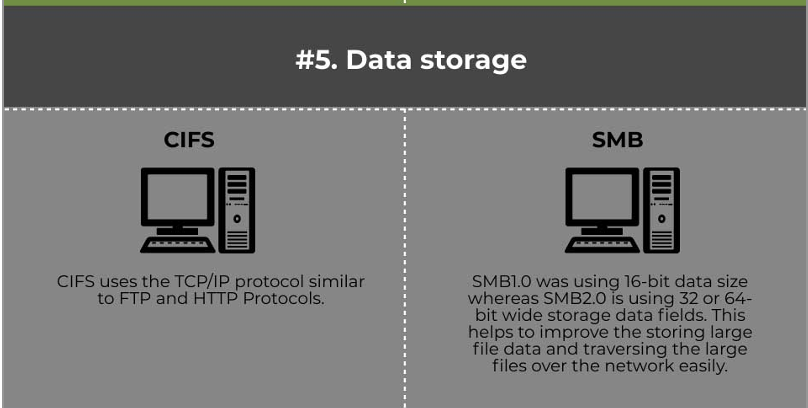 #5. Data storage
CIFS
CIFS uses the TCP/IP protocol similar
to FTP and HTTP Protocols.
SMB
SMB1.0 was using 16-bit data size
whereas SMB2.0 is using 32 or 64-
bit wide storage data fields. This
helps to improve the storing large
file data and traversing the large
files over the network easily.